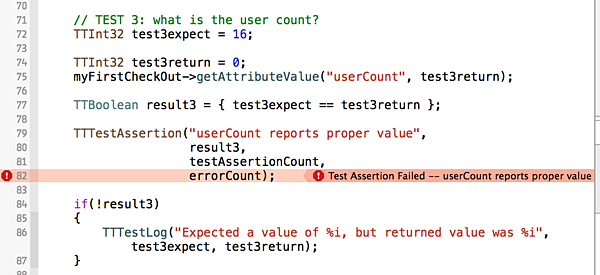 70
71 // TEST 3: what is the user count?
72 TTInt32 test3expect = 16;
73
74 TTInt32 test3return = 0;
75 myFirstCheckOut->getAttributeValue("userCount", test3return);
76
77 TTBoolean result3 = { test3expect == test3return };
78
79 TTTestAssertion("userCount reports proper value",
80 result3,
81 testAssertionCount,
82 errorCount); Test Assertion Failed -- userCount reports proper value
83
84 if(!result3)
85 {
86 TTTestLog("Expected a value of %i, but returned value was %i",
test3expect, test3return);
87 }
88